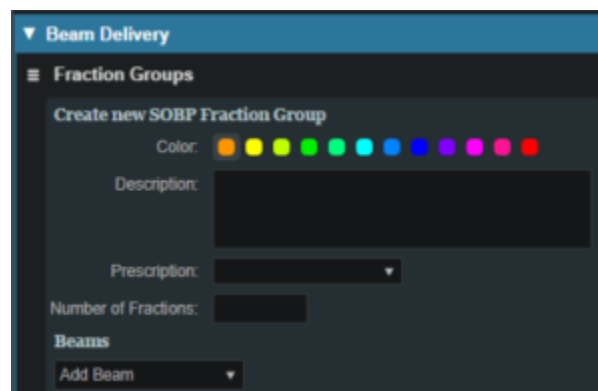 Beam Delivery
Fraction Groups
Create new SOBP Fraction Group
Color:
Description:
Prescription:
Number of Fractions:
Beams
Add Beam